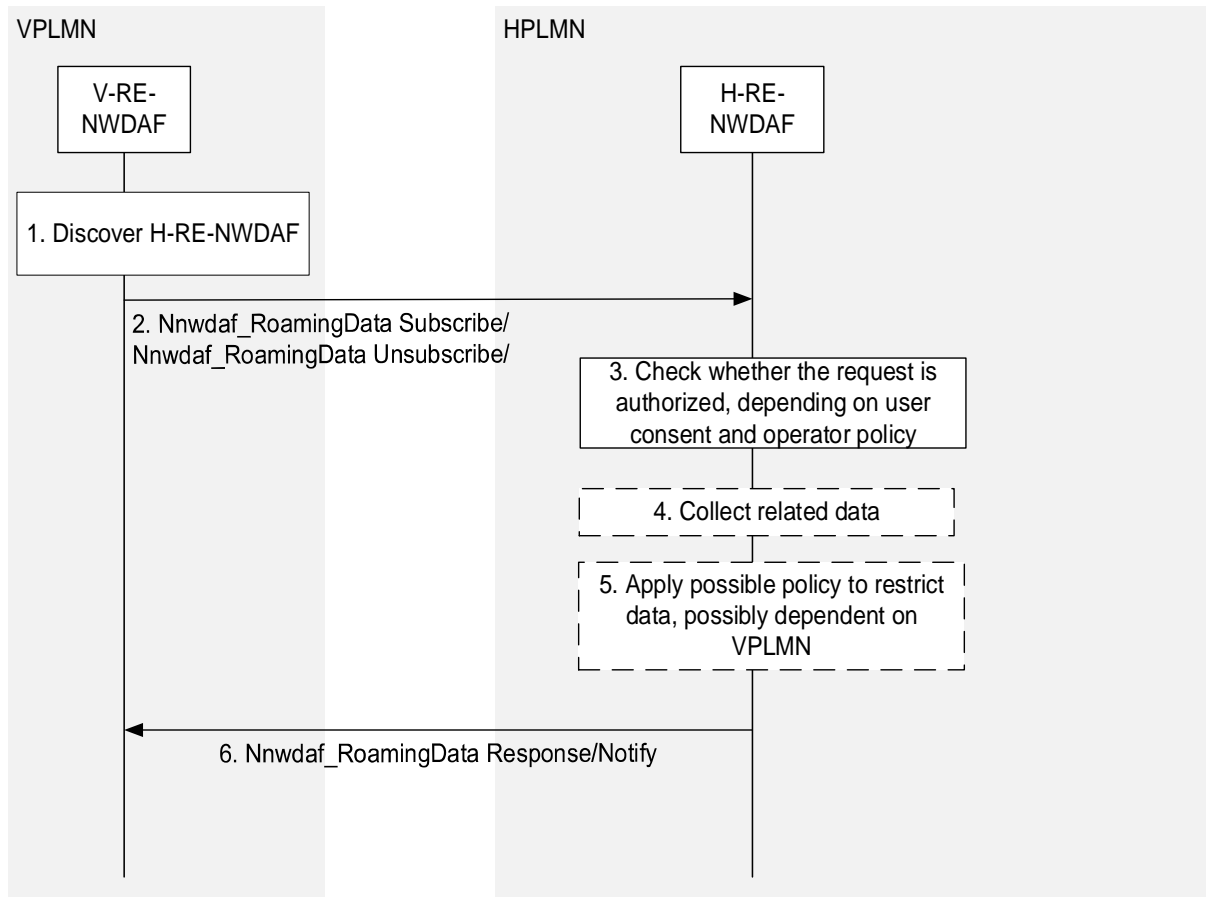 VPLMN
HPLMN
V-RE-
NWDAF
H-RE-
NWDAF
1. Discover H-RE-NWDAF
2. Nnwdaf_RoamingData Subscribe/
Nnwdaf_RoamingData Unsubscribe/
3. Check whether the request is
authorized, depending on user
consent and operator policy
4. Collect related data
5. Apply possible policy to restrict
data, possibly dependent on
VPLMN
6. Nnwdaf_RoamingData Response/Notify